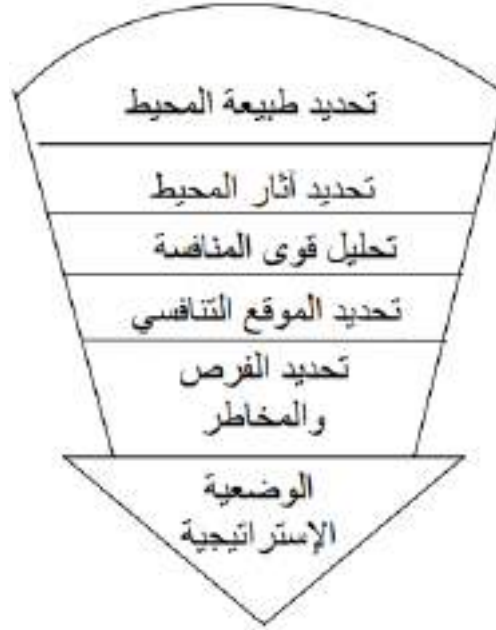 تحديد طبيعة المحيط
تحديد آثار المحيط
تحليل قوى المنافسة
تحديد الموقع التنافسي
تحديد الفرص
والمخاطر
الوضعية
الإستراتيجية